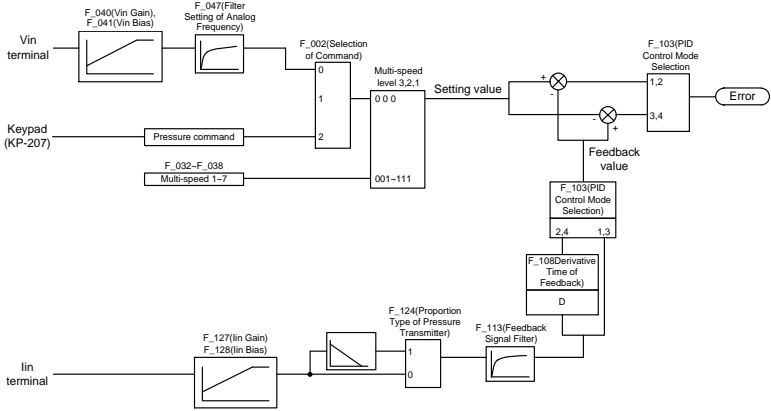 F_040(Vin Gain),
F_041(Vin Bias)
F_047(Filter
Setting of Analog
Frequency)
Vin
terminal
F_002(Selection
of Command)
0
1
2
Multi-speed
level 3,2,1
0 0 0
001~111
Setting value
+
-
-
+
F_103(PID
Control Mode
Selection
1,2
3,4
Error
Keypad
(KP-207)
Pressure command
F_032~F_038
Multi-speed 1~7
Feedback
value
F_103(PID
Control Mode
Selection)
2,4 1,3
F_108Derivative
Time of
Feedback)
D
F_124(Proportion
Type of Pressure
Transmitter)
1
0
F_113(Feedback
Signal Filter)
F_127(Iin Gain)
F_128(Iin Bias)
Iin
terminal